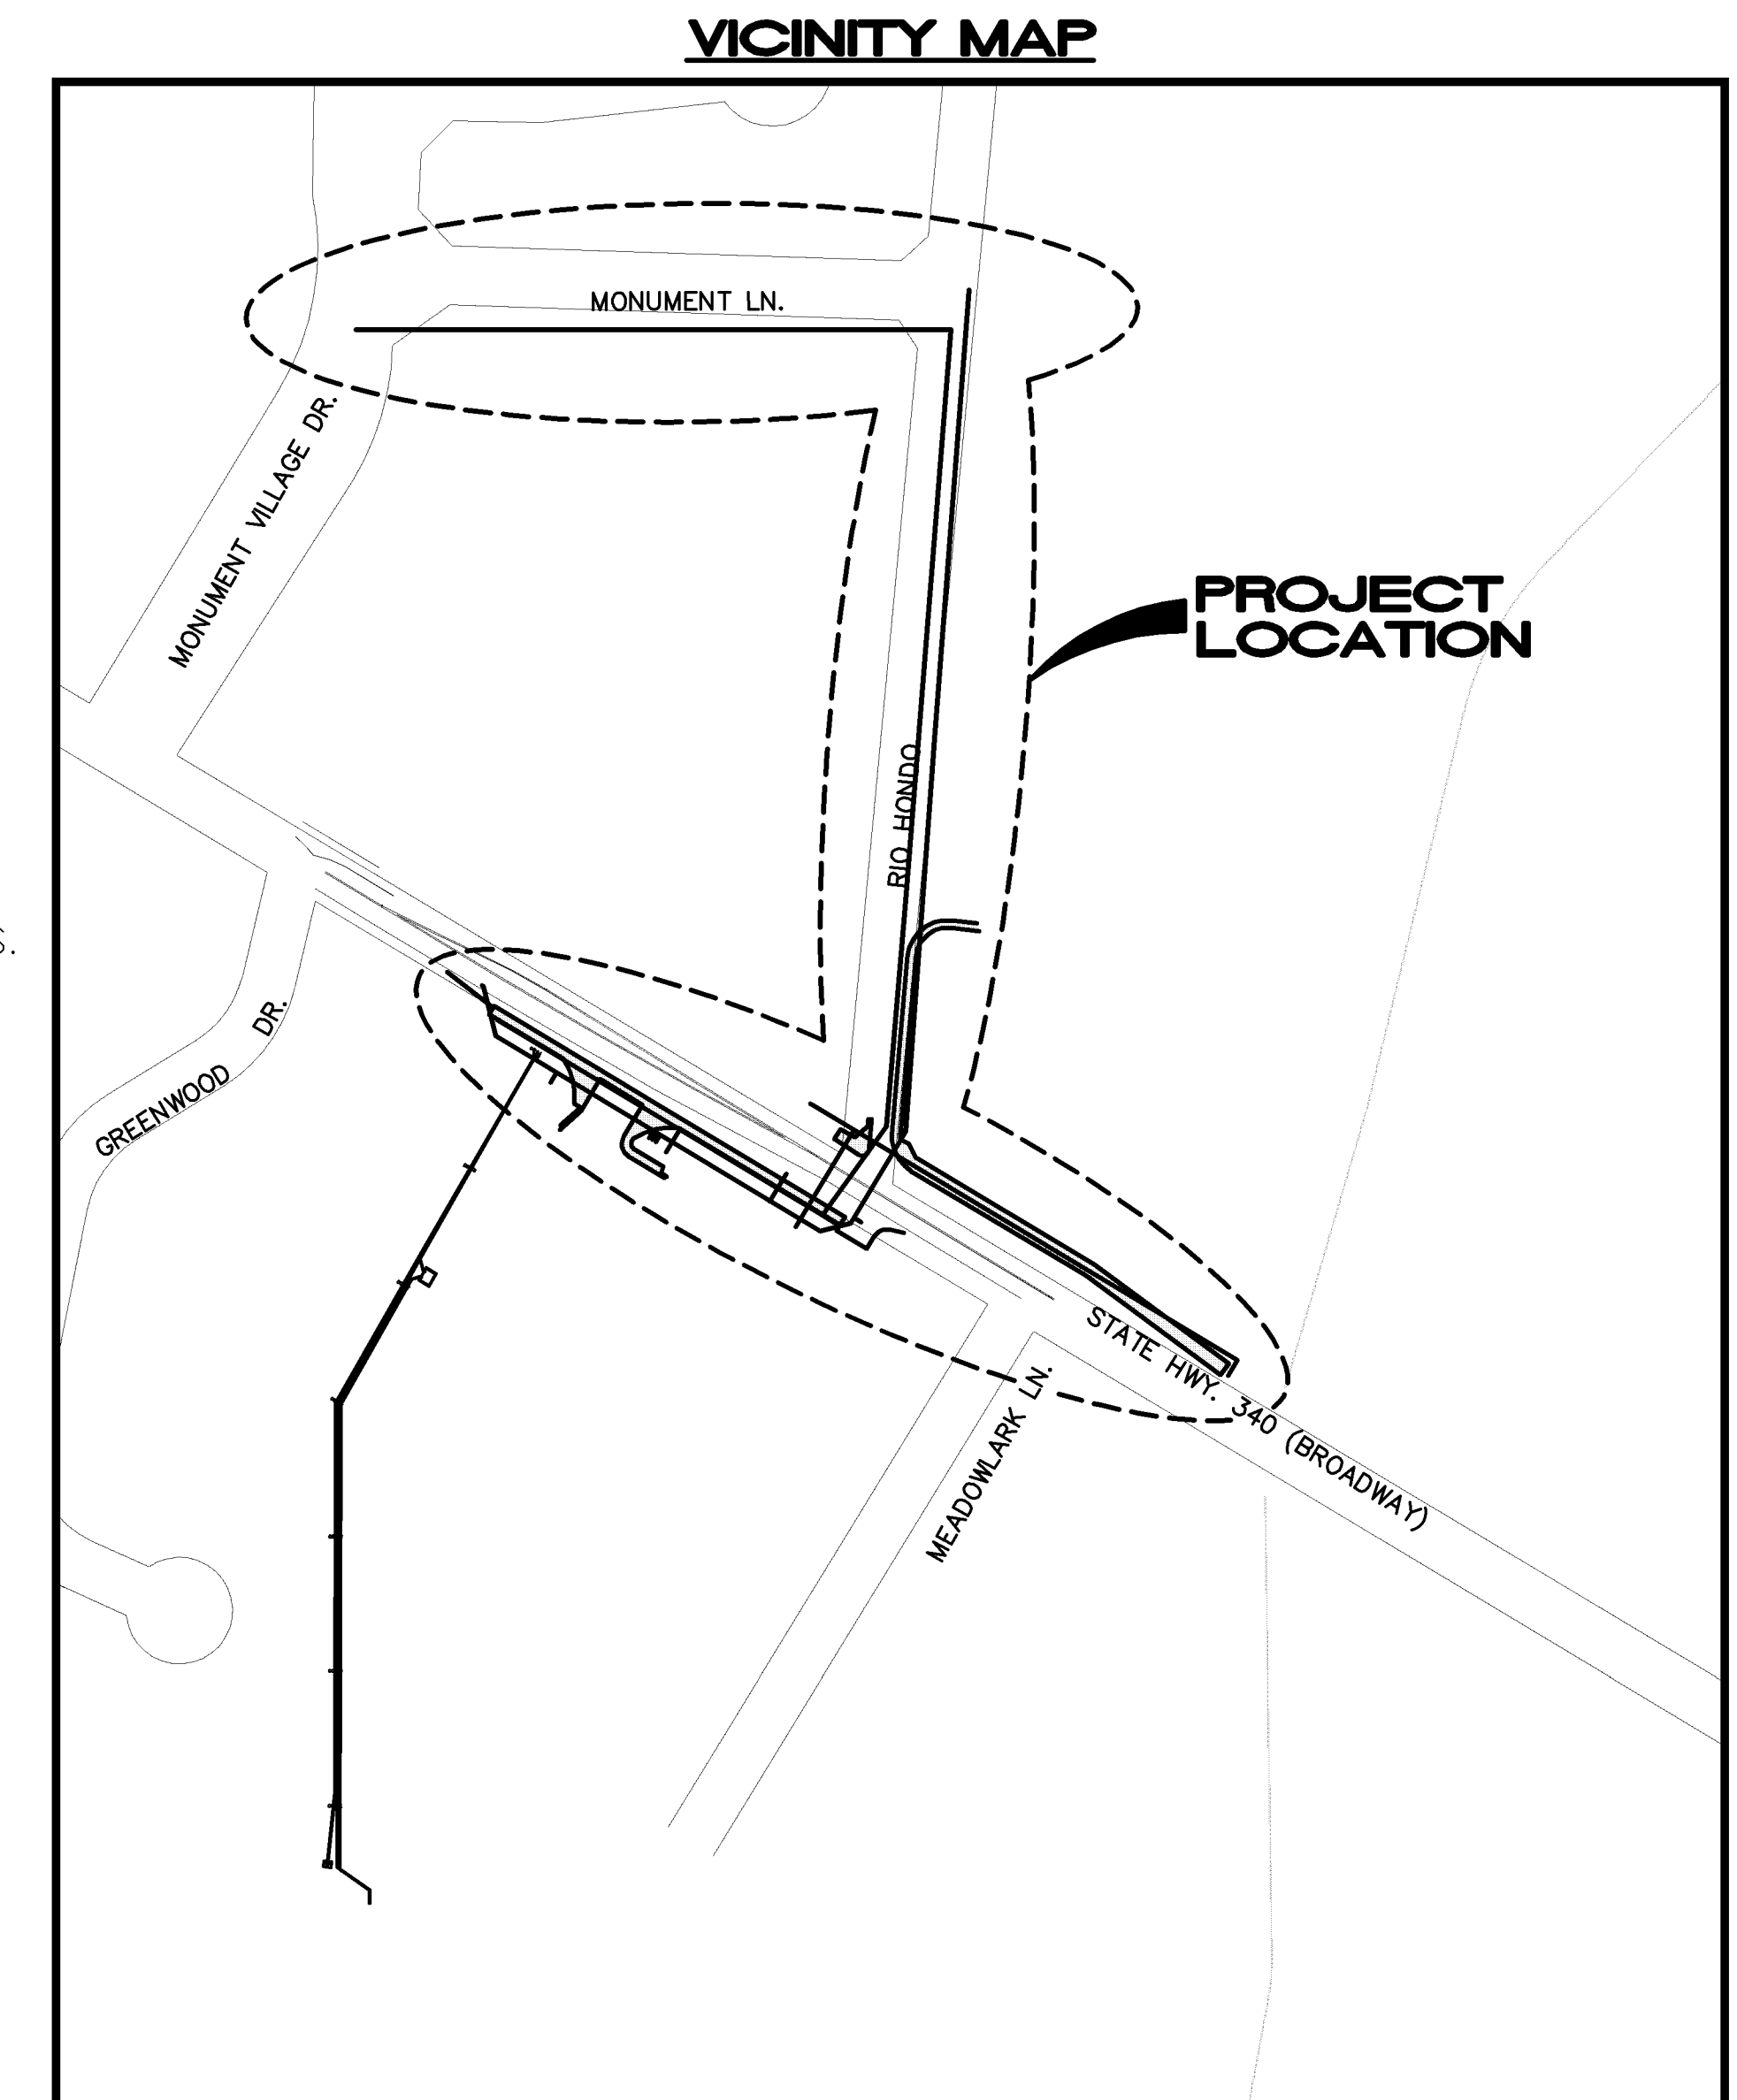 VICINITY MAP
MONUMENT LN.
MONUMENT VILLAGE DR.
PROJECT
LOCATION
RIO HONDO
GREENWOOD DR.
STATE HWY. 340 (BROADWAY)
MEADOWLARK LN.